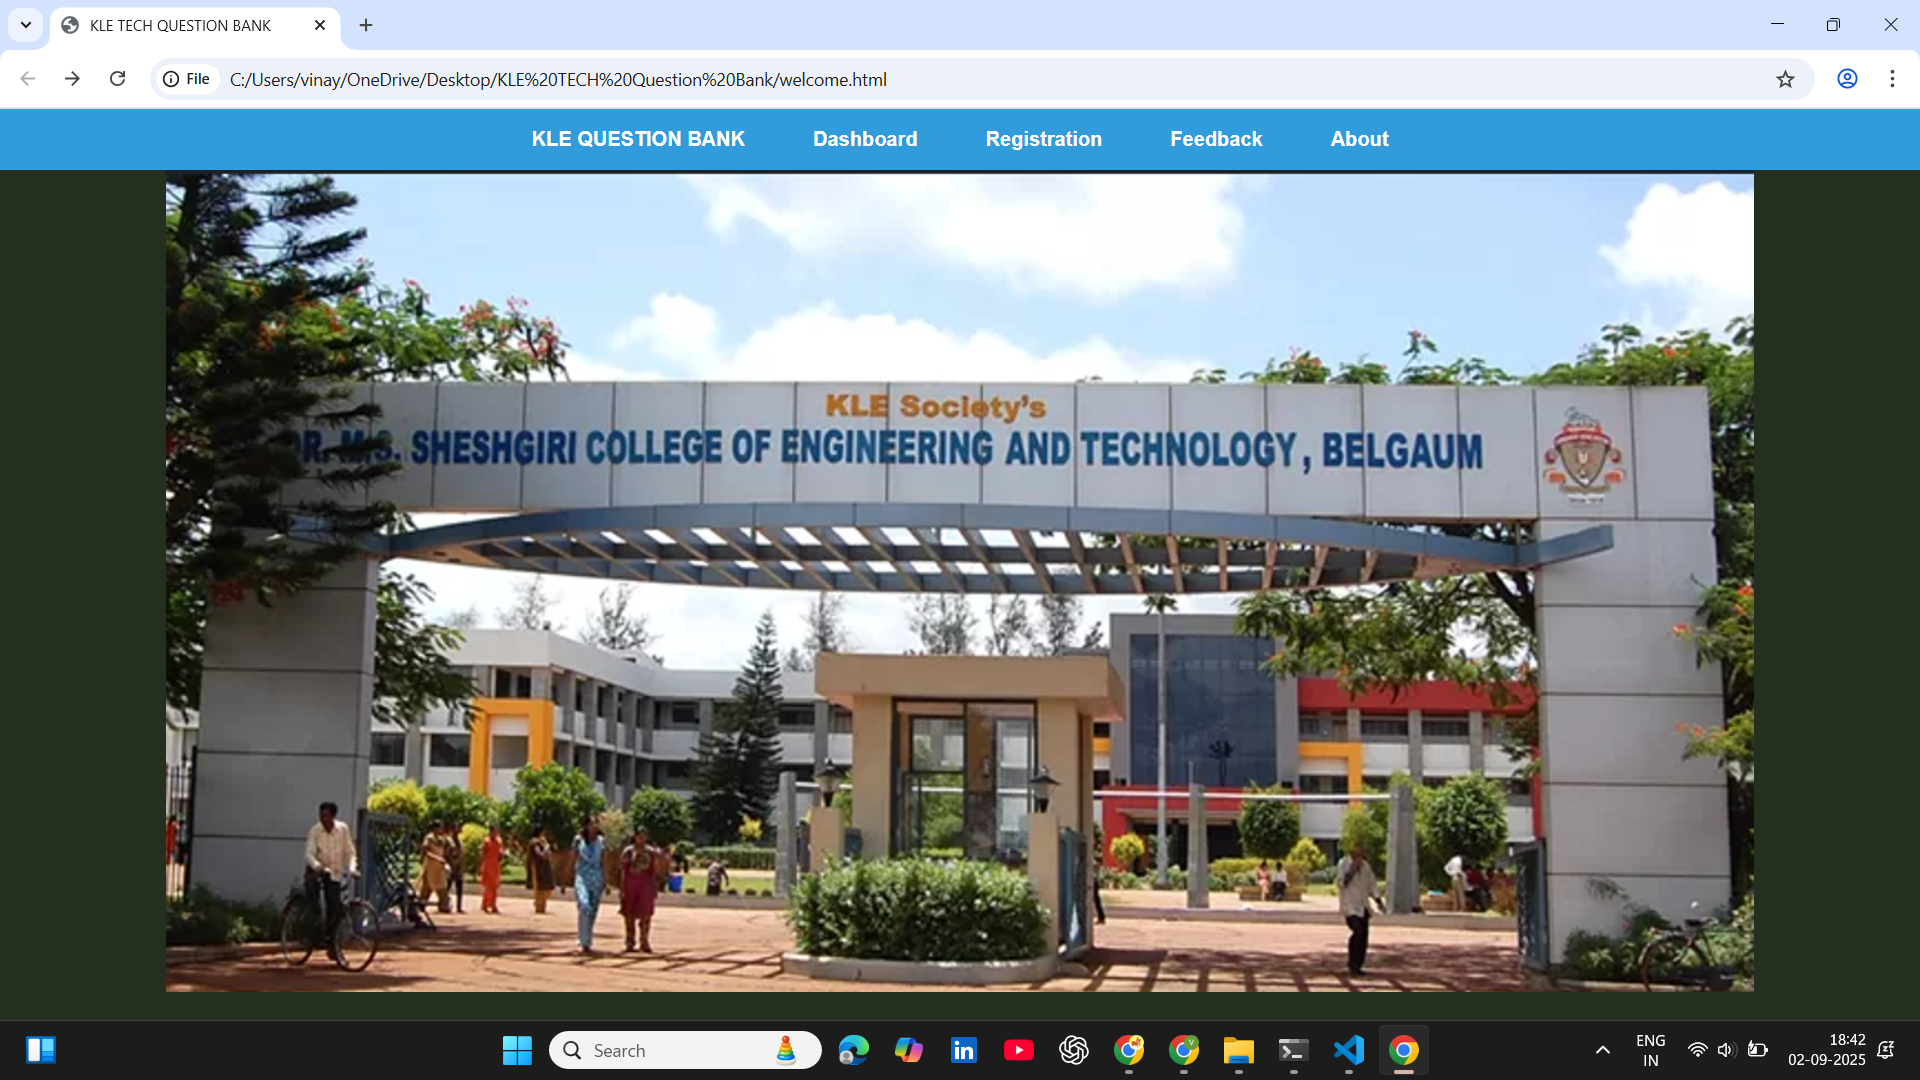 KLE TECH QUESTION BANK
File
C:/Users/vinay/OneDrive/Desktop/KLE%20TECH%20Question%20Bank/welcome.html
KLE QUESTION BANK Dashboard Registration Feedback About
KLE Society's
DR. M.S. SHESHGIRI COLLEGE OF ENGINEERING AND TECHNOLOGY, BELGAUM
Search
ENG
IN
18:42
02-09-2025